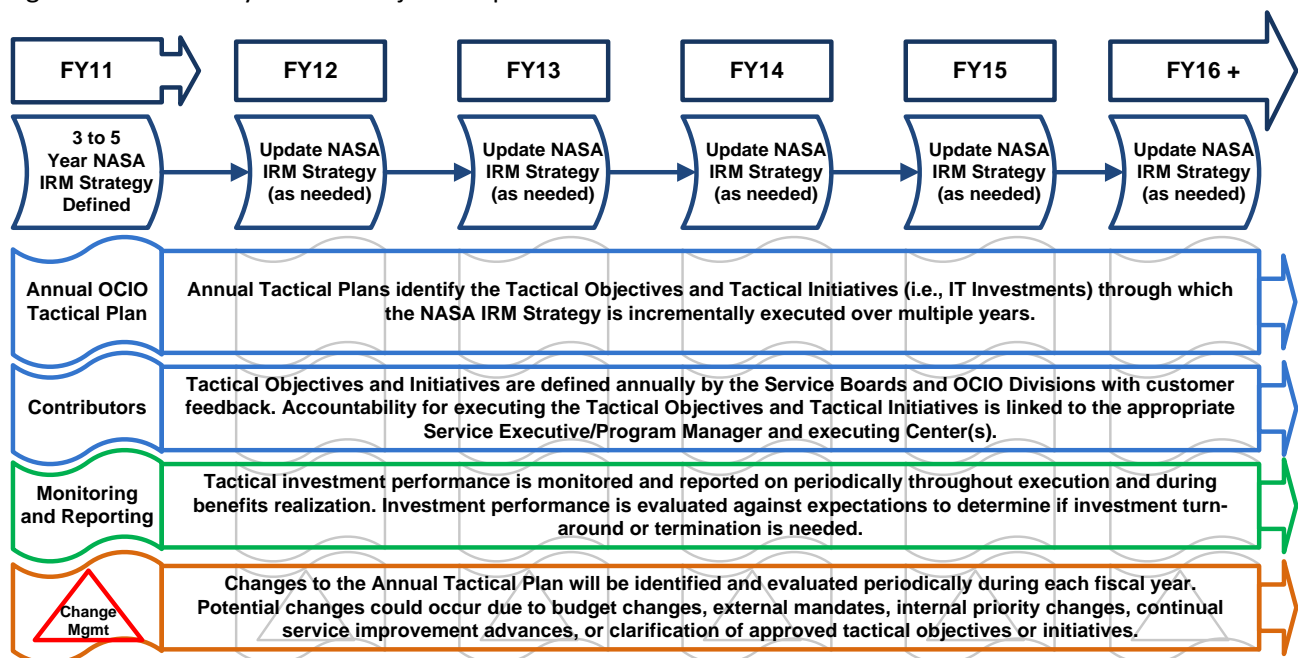 FY11
FY12
FY13
FY14
FY15
FY16 +
3 to 5
Year NASA
IRM Strategy
Defined
Update NASA
IRM Strategy
(as needed)
Update NASA
IRM Strategy
(as needed)
Update NASA
IRM Strategy
(as needed)
Update NASA
IRM Strategy
(as needed)
Update NASA
IRM Strategy
(as needed)
Annual OCIO
Tactical Plan
Annual Tactical Plans identify the Tactical Objectives and Tactical Initiatives (i.e., IT Investments) through which
the NASA IRM Strategy is incrementally executed over multiple years.
Contributors
Tactical Objectives and Initiatives are defined annually by the Service Boards and OCIO Divisions with customer
feedback. Accountability for executing the Tactical Objectives and Tactical Initiatives is linked to the appropriate
Service Executive/Program Manager and executing Center(s).
Monitoring
and Reporting
Tactical investment performance is monitored and reported on periodically throughout execution and during
benefits realization. Investment performance is evaluated against expectations to determine if investment turn-
around or termination is needed.
Change
Mgmt
Changes to the Annual Tactical Plan will be identified and evaluated periodically during each fiscal year.
Potential changes could occur due to budget changes, external mandates, internal priority changes, continual
service improvement advances, or clarification of approved tactical objectives or initiatives.